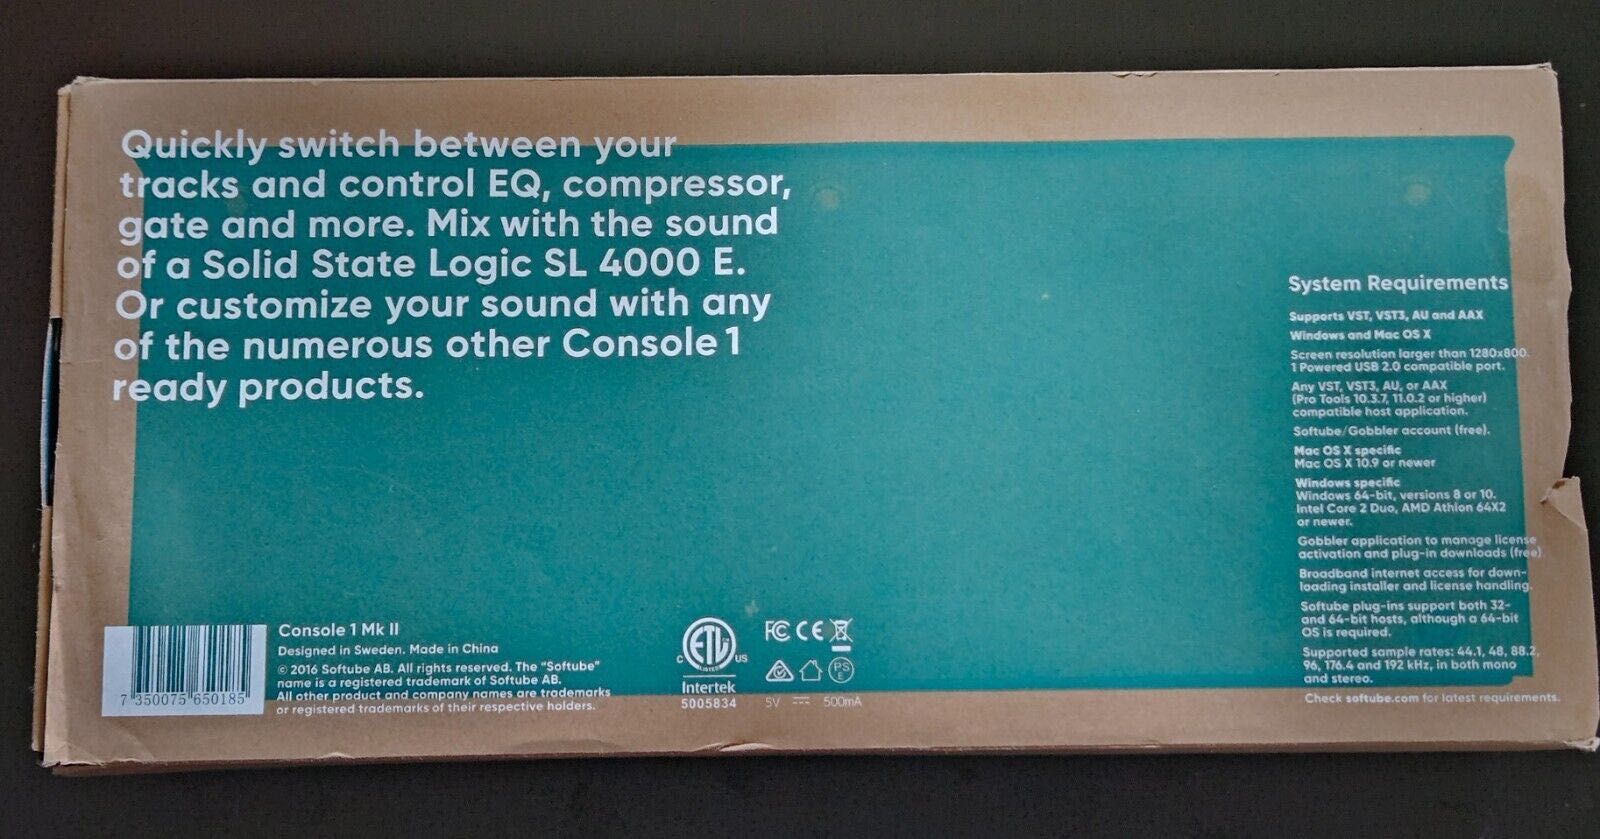 Quickly switch between your
tracks and control EQ, compressor,
gate and more. Mix with the sound
of a Solid State Logic SL 4000 E.
Or customize your sound with any
of the numerous other Console 1
ready products.
System Requirements
Supports VST, VST3, AU and AAX
Windows and Mac OS X
Screen resolution larger than 1280x800.
1 Powered USB 2.0 compatible port.
Any VST, VST3, AU, or AAX
(Pro Tools 10.3.7, 11.0.2 or higher)
compatible host application.
Softube/Gobbler account (free).
Mac OS X specific
Mac OS X 10.9 or newer
Windows specific
Windows 64-bit, versions 8 or 10.
Intel Core 2 Duo, AMD Athlon 64X2
or newer.
Gobbler application to manage license
activation and plug-in downloads (free)
Broadband internet access for down-
loading installer and license handling.
Softube plug-ins support both 32-
and 64-bit hosts, although a 64-bit
OS is required.
Supported sample rates: 44.1, 48, 88.2,
96, 176.4 and 192 kHz, in both mono
and stereo.
Check softube.com for latest requirements.
7 350075 650185
Console 1 Mk II
Designed in Sweden. Made in China
© 2016 Softube AB. All rights reserved. The "Softube"
name is a registered trademark of Softube AB.
All other product and company names are trademarks
or registered trademarks of their respective holders.
ETL
LISTED
C US
Intertek
5005834
FC CE
PS
E
5V 500mA